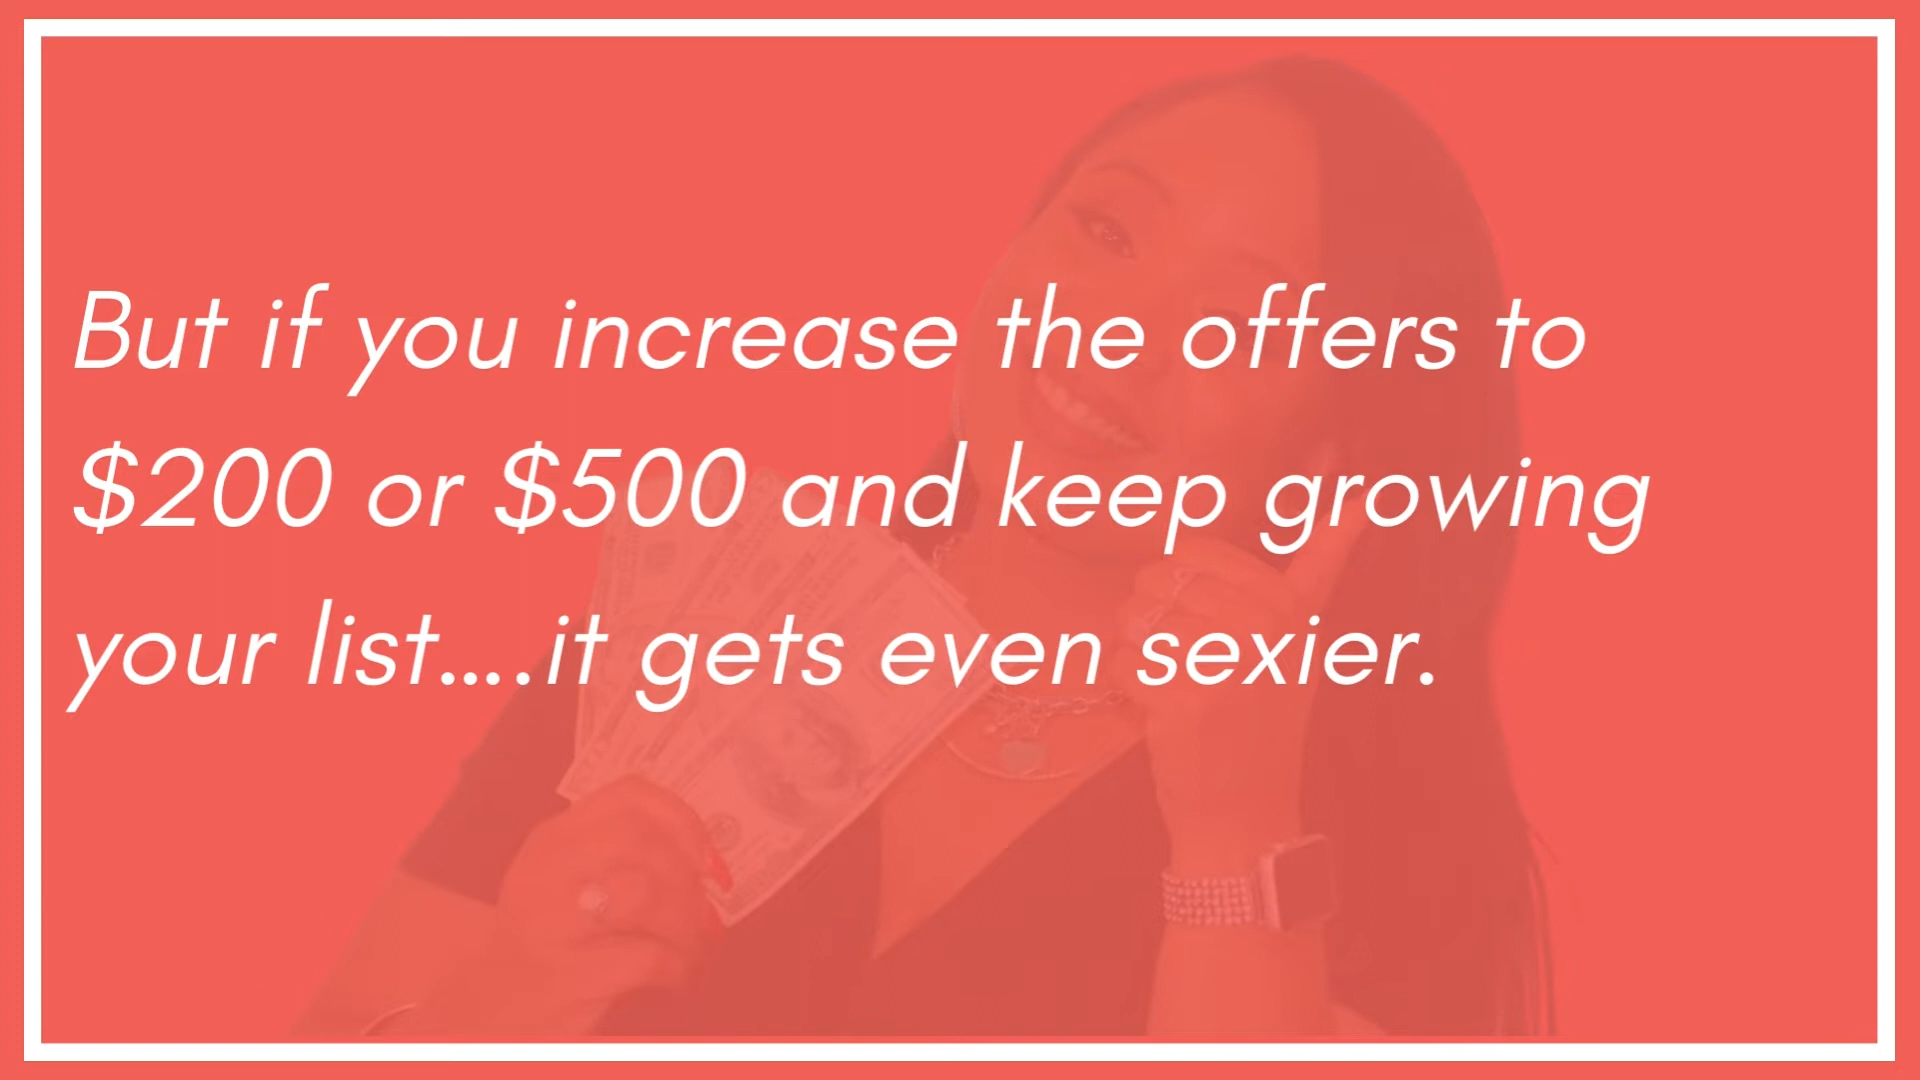 But if you increase the offers to
$200 or $500 and keep growing
your list....it gets even sexier.